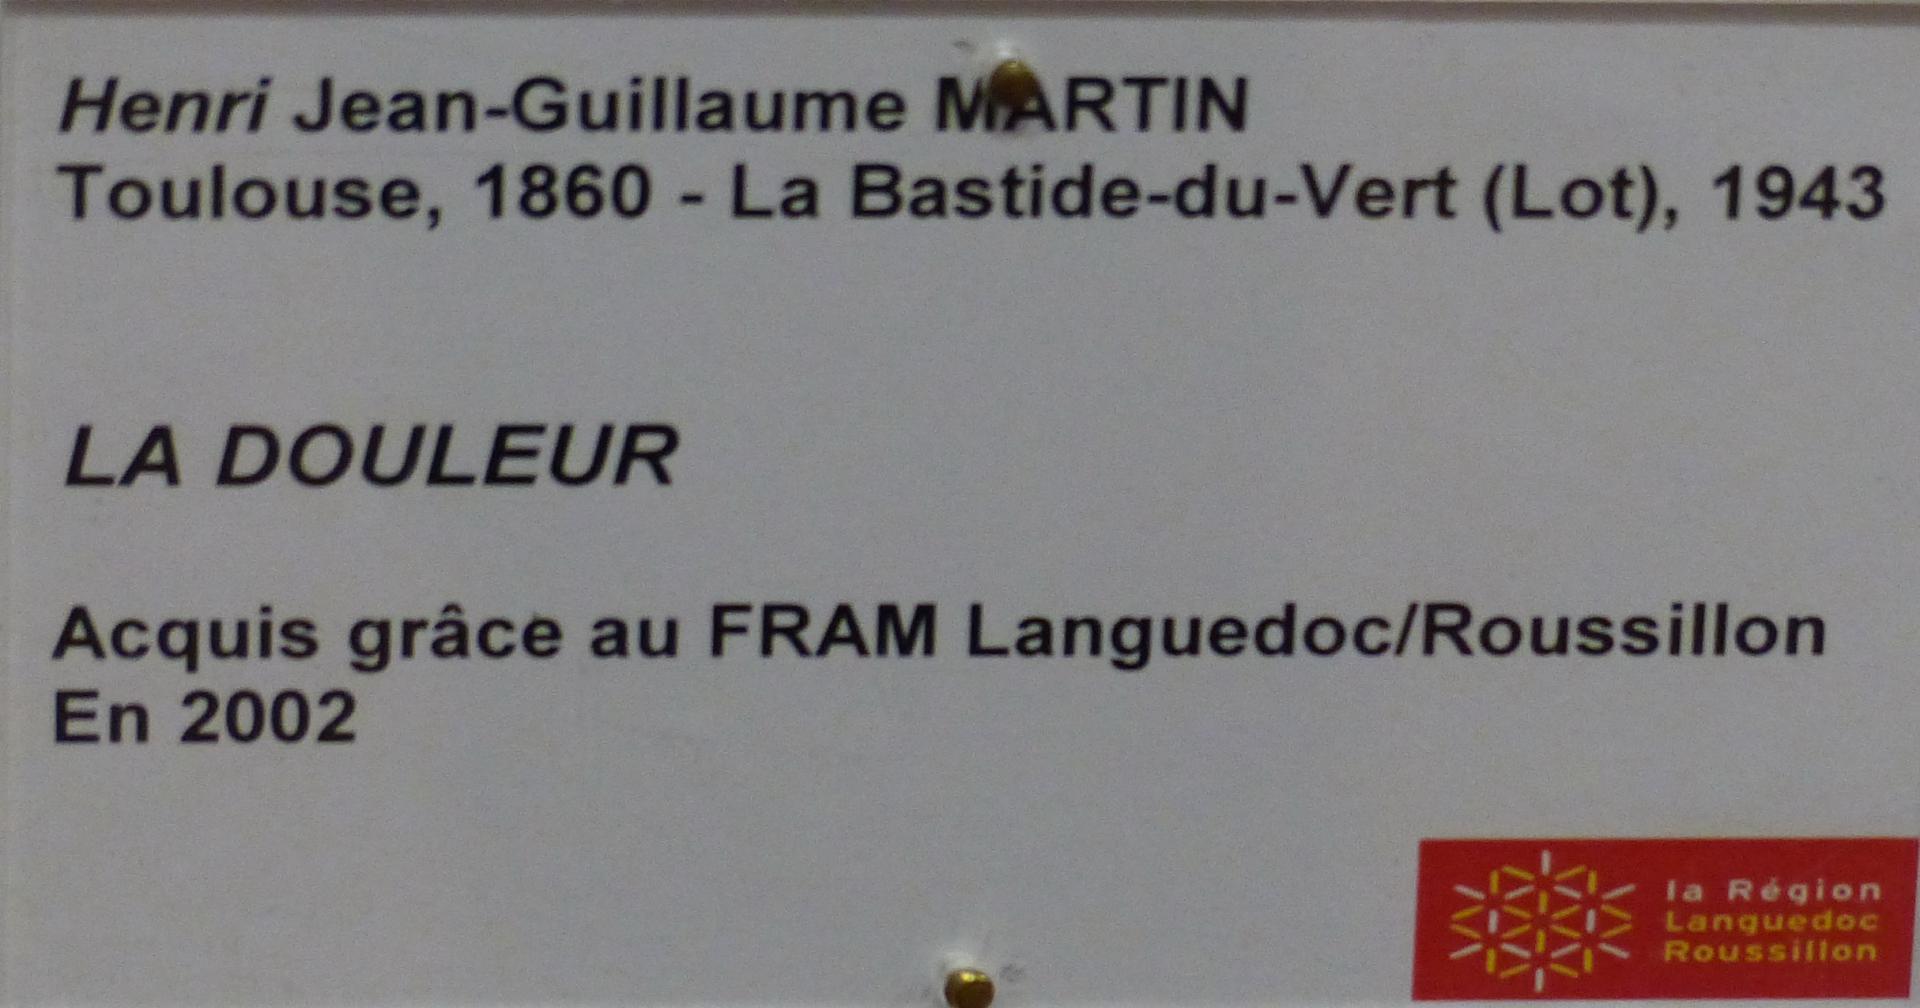 Henri Jean-Guillaume MARTIN
Toulouse, 1860 - La Bastide-du-Vert (Lot), 1943
LA DOULEUR
Acquis grâce au FRAM Languedoc/Roussillon
En 2002
la Région
Languedoc
Roussillon